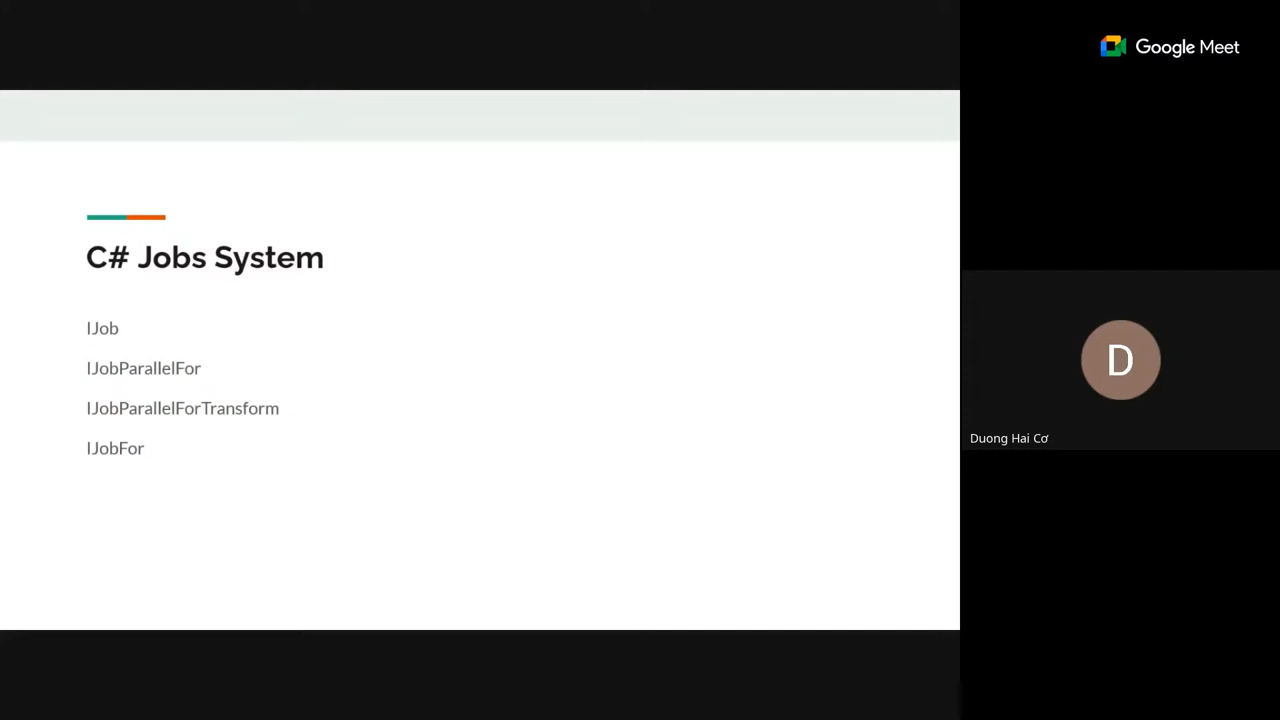 Google Meet
C# Jobs System
IJob
IJobParallelFor
IJobParallelForTransform
IJobFor
D
Duong Hai Cơ